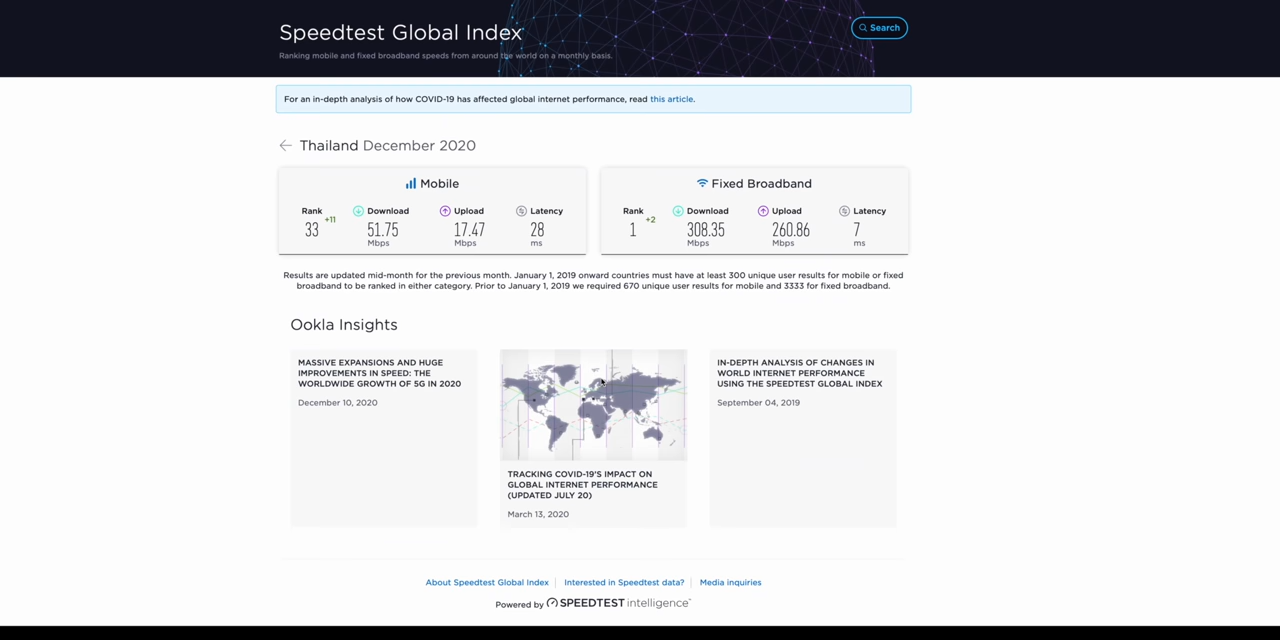 Speedtest Global Index
Search
Ranking mobile and fixed broadband speeds from around the world on a monthly basis.
For an in-depth analysis of how COVID-19 has affected global internet performance, read this article.
Thailand December 2020
Mobile
Rank +11 Download Upload Latency
33 51.75 17.47 28
Mbps Mbps ms
Fixed Broadband
Rank +2 Download Upload Latency
1 308.35 260.86 7
Mbps Mbps ms
Results are updated mid-month for the previous month. January 1, 2019 onward countries must have at least 300 unique user results for mobile or fixed
broadband to be ranked in either category. Prior to January 1, 2019 we required 670 unique user results for mobile and 3333 for fixed broadband.
Ookla Insights
MASSIVE EXPANSIONS AND HUGE
IMPROVEMENTS IN SPEED: THE
WORLDWIDE GROWTH OF 5G IN 2020
December 10, 2020
TRACKING COVID-19'S IMPACT ON
GLOBAL INTERNET PERFORMANCE
(UPDATED JULY 20)
March 13, 2020
IN-DEPTH ANALYSIS OF CHANGES IN
WORLD INTERNET PERFORMANCE
USING THE SPEEDTEST GLOBAL INDEX
September 04, 2019
About Speedtest Global Index
Interested in Speedtest data?
Media inquiries
Powered by SPEEDTEST intelligence